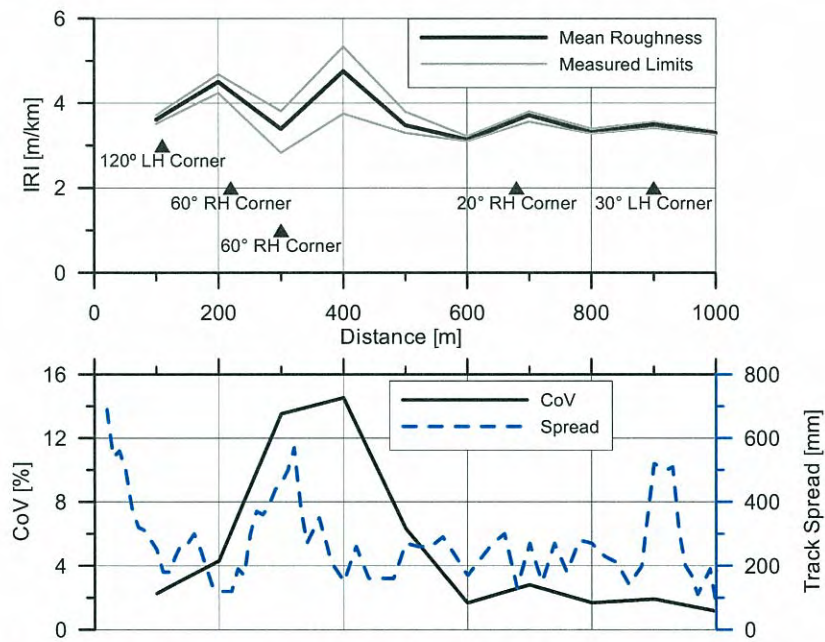 6
4
2
0
IRI [m/km]
Mean Roughness
Measured Limits
120º LH Corner
60° RH Corner
60° RH Corner
20° RH Corner
30° LH Corner
0
200
400
600
800
1000
Distance [m]
16
12
8
4
0
CoV [%]
CoV
Spread
800
600
400
200
0
Track Spread [mm]